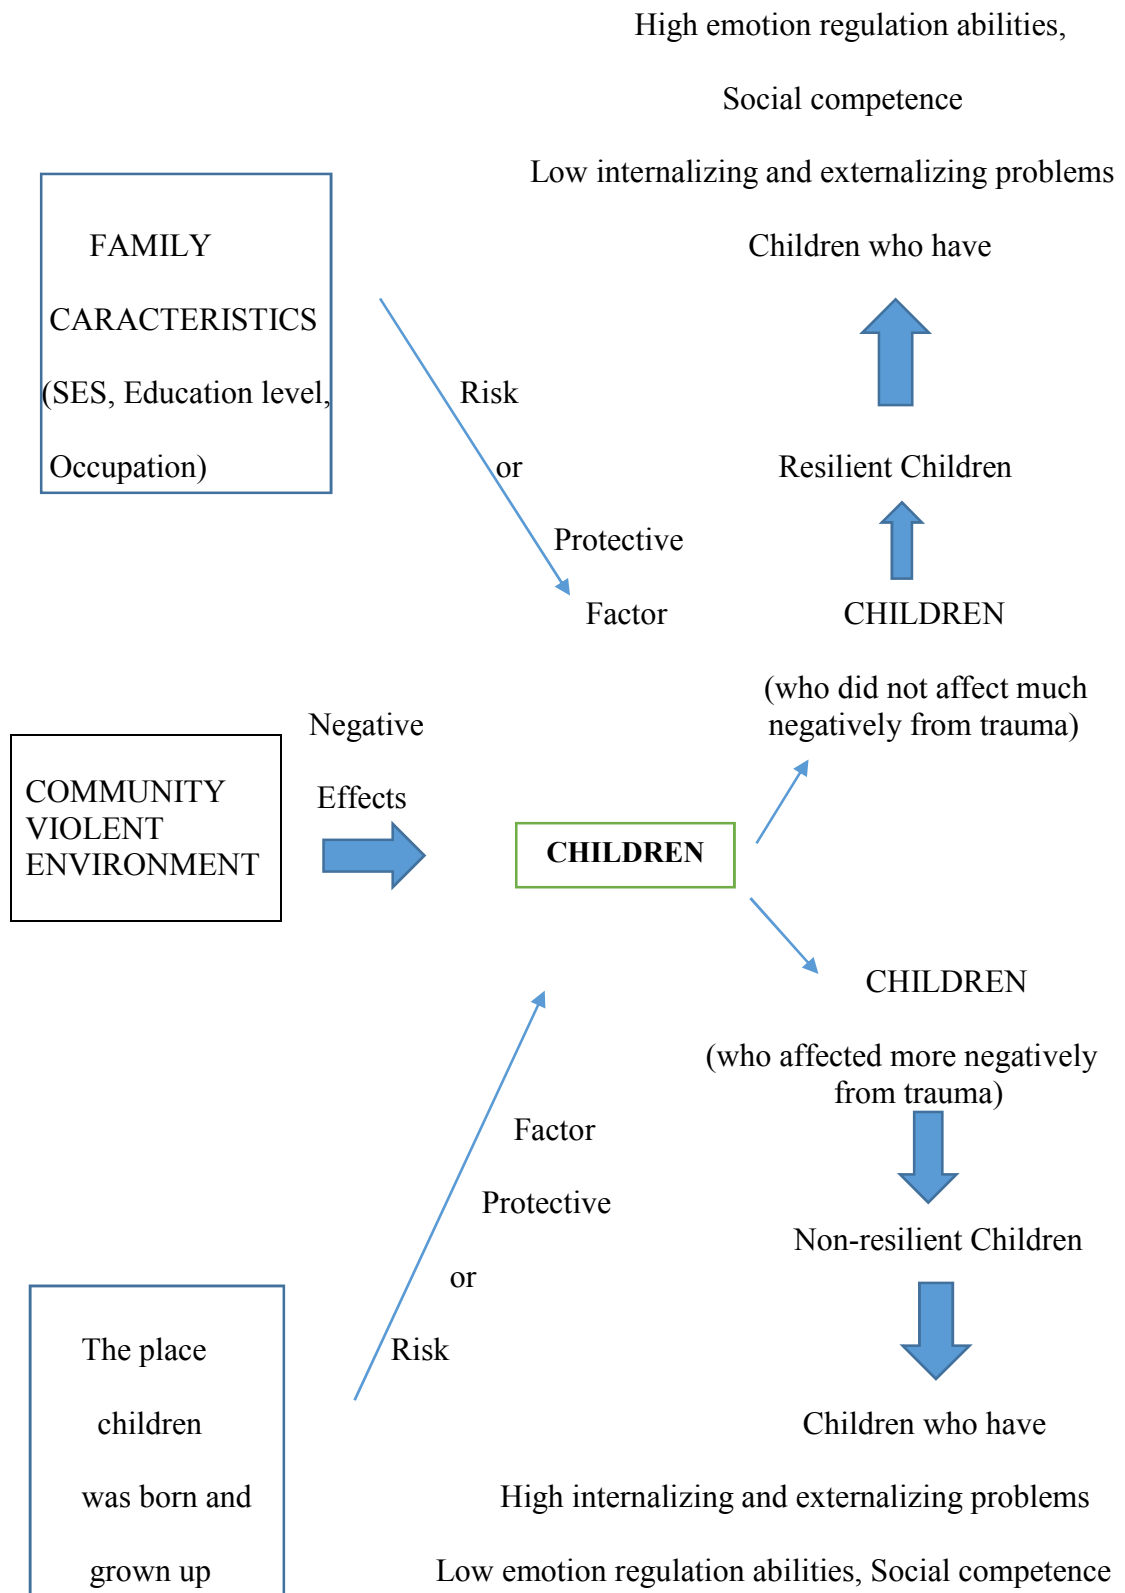 High emotion regulation abilities,
Social competence
Low internalizing and externalizing problems
Children who have
FAMILY
CARACTERISTICS
(SES, Education level,
Occupation)
Risk
or
Protective
Factor
Resilient Children
CHILDREN
(who did not affect much
negatively from trauma)
Negative
Effects
COMMUNITY
VIOLENT
ENVIRONMENT
CHILDREN
CHILDREN
(who affected more negatively
from trauma)
Factor
Protective
or
Risk
Non-resilient Children
The place
children
was born and
grown up
Children who have
High internalizing and externalizing problems
Low emotion regulation abilities, Social competence